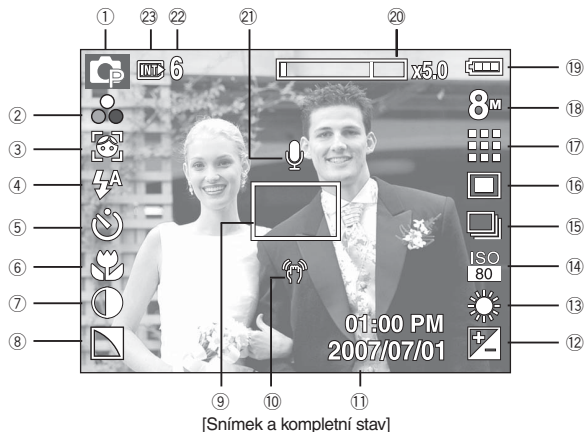 ① ㉓ ㉒ ㉑ ⑳
INT 6 x5.0 ⑲
P
8M ⑱
②
③ ⑰
④ A ⑯
⑤ ⑮
⑥ ISO 80 ⑭
⑦ ⑬
01:00 PM
⑧ 2007/07/01 ⑫
⑨ ⑩ ⑪
[Snímek a kompletní stav]